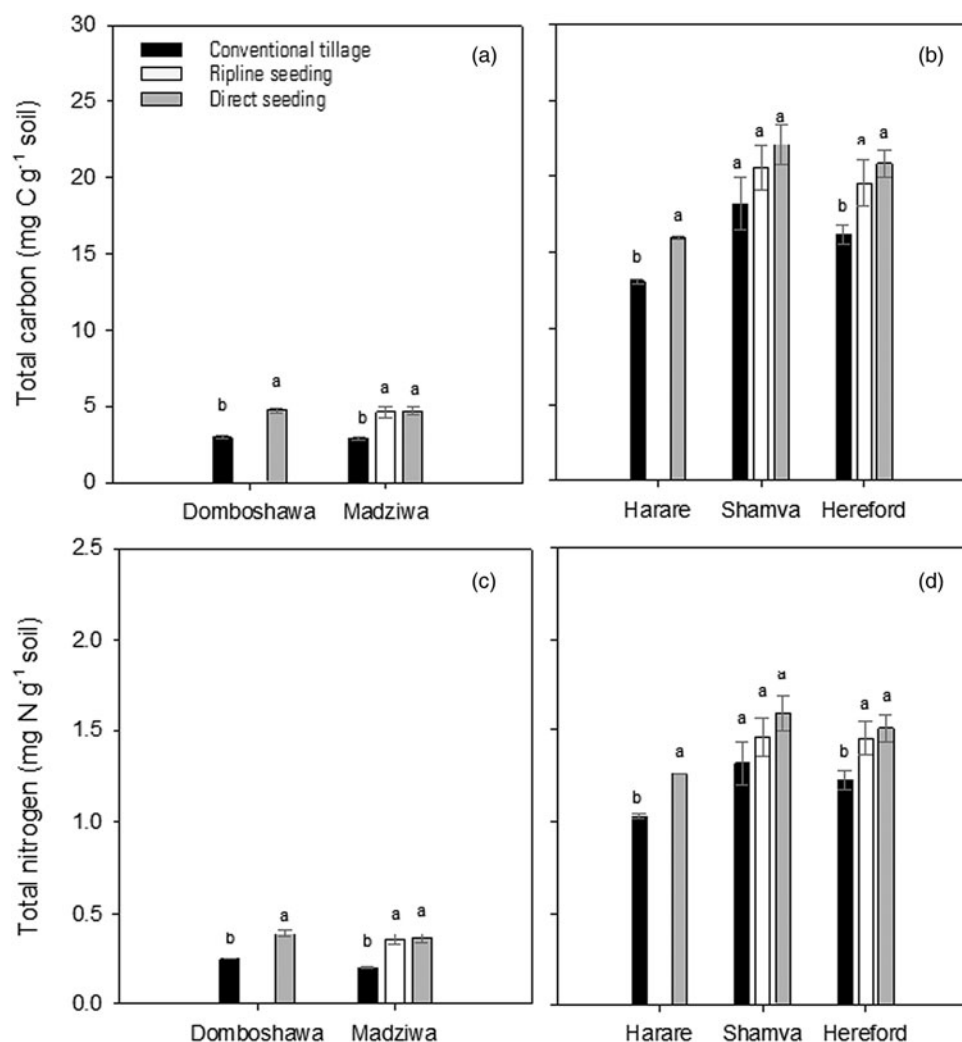 30
25
20
15
10
5
0
Total carbon (mg C g⁻¹ soil)
Conventional tillage
Ripline seeding
Direct seeding
(a)
b
a
b
a
a
Domboshawa
Madziwa
(b)
b
a
a
a
a
b
a
a
Harare
Shamva
Hereford
2.5
2.0
1.5
1.0
0.5
0.0
Total nitrogen (mg N g⁻¹ soil)
(c)
b
a
b
a
a
Domboshawa
Madziwa
(d)
b
a
a
a
a
b
a
a
Harare
Shamva
Hereford